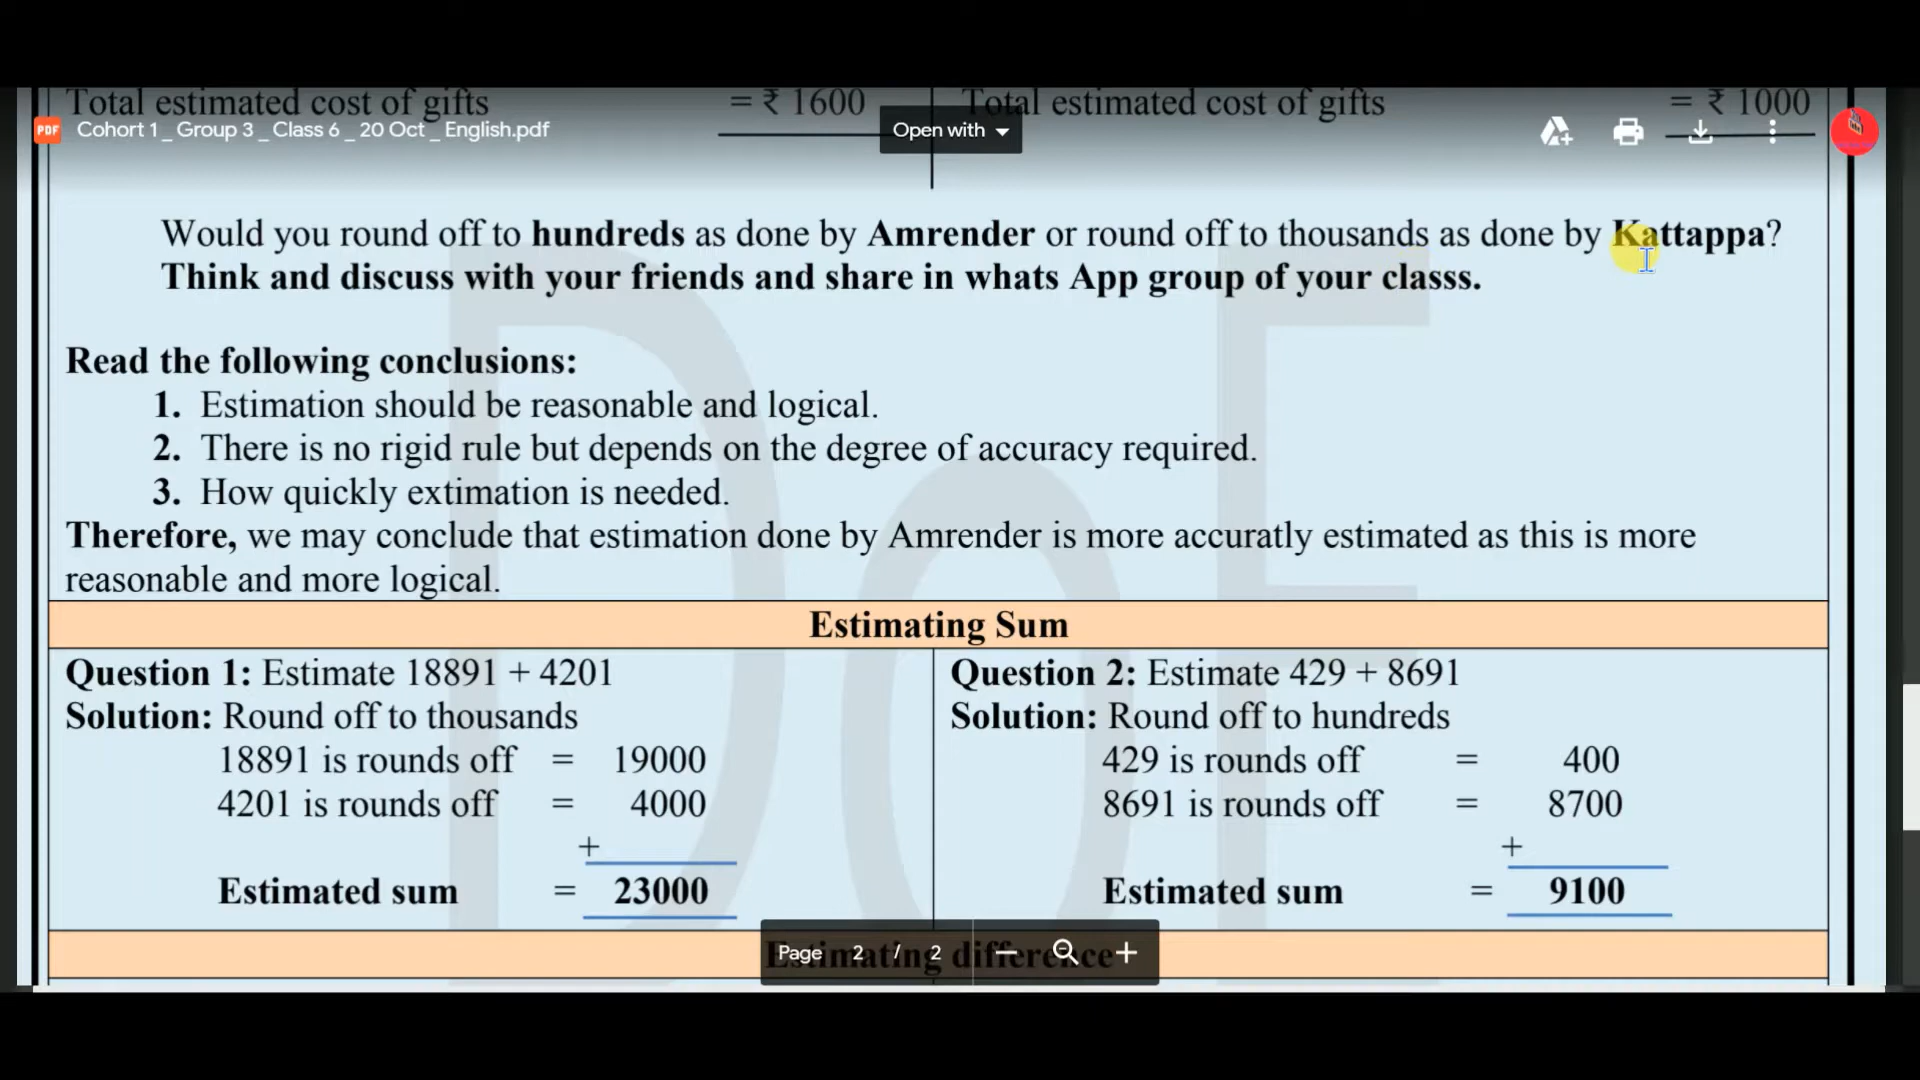 Total estimated cost of gifts = ₹ 1600 Total estimated cost of gifts = ₹ 1000
PDF Cohort 1_ Group 3 _Class 6 _20 Oct _ English.pdf Open with
Would you round off to hundreds as done by Amrender or round off to thousands as done by Kattappa?
Think and discuss with your friends and share in whats App group of your classs.
Read the following conclusions:
1. Estimation should be reasonable and logical.
2. There is no rigid rule but depends on the degree of accuracy required.
3. How quickly extimation is needed.
Therefore, we may conclude that estimation done by Amrender is more accuratly estimated as this is more
reasonable and more logical.
Estimating Sum
Question 1: Estimate 18891 + 4201
Solution: Round off to thousands
18891 is rounds off = 19000
4201 is rounds off = 4000
+
Estimated sum = 23000
Question 2: Estimate 429 + 8691
Solution: Round off to hundreds
429 is rounds off = 400
8691 is rounds off = 8700
+
Estimated sum = 9100
Estimating difference
Page 2 / 2
DoE